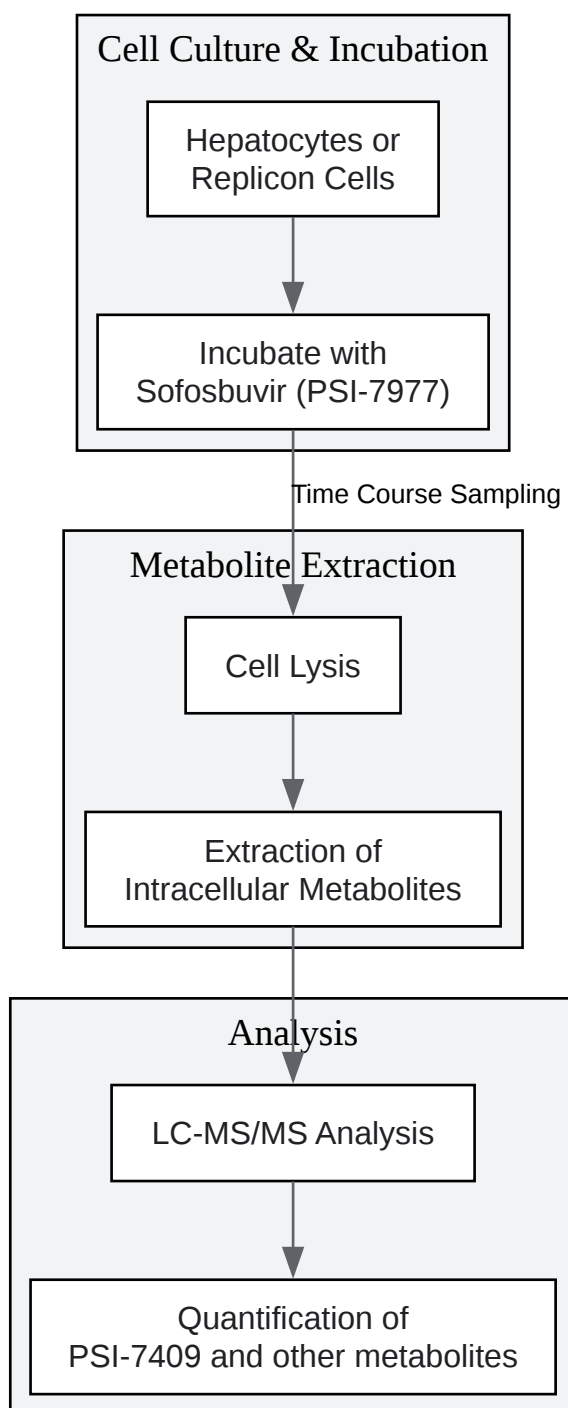 Cell Culture & Incubation
Hepatocytes or
Replicon Cells
Incubate with
Sofosbuvir (PSI-7977)
Time Course Sampling
Metabolite Extraction
Cell Lysis
Extraction of
Intracellular Metabolites
Analysis
LC-MS/MS Analysis
Quantification of
PSI-7409 and other metabolites